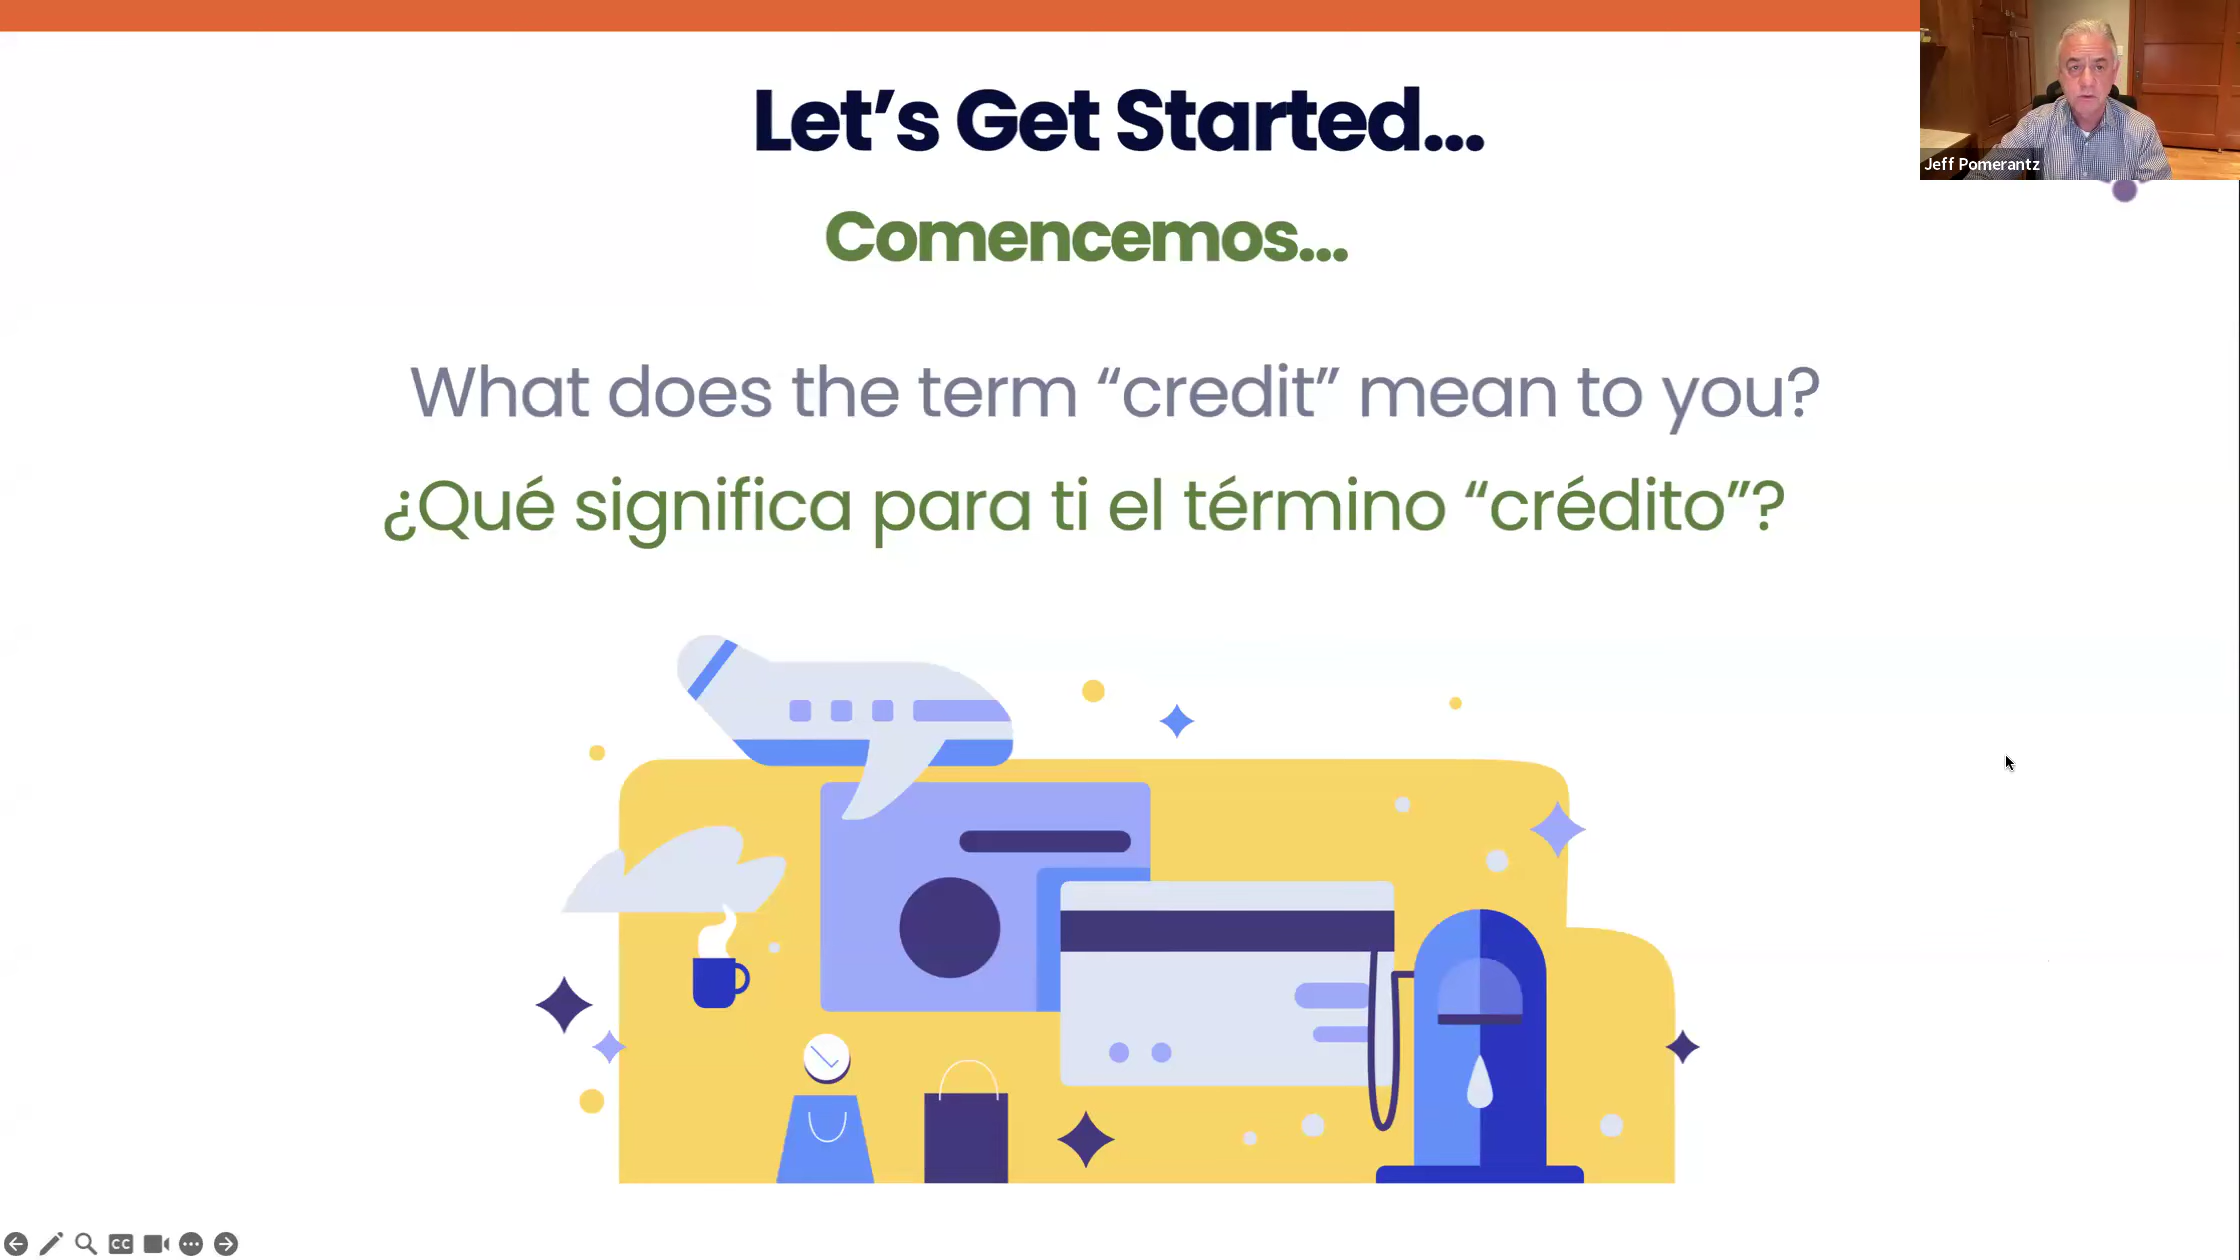 Let's Get Started...
Jeff Pomerantz
Comencemos...
What does the term “credit” mean to you?
¿Qué significa para ti el término “crédito”?
CC